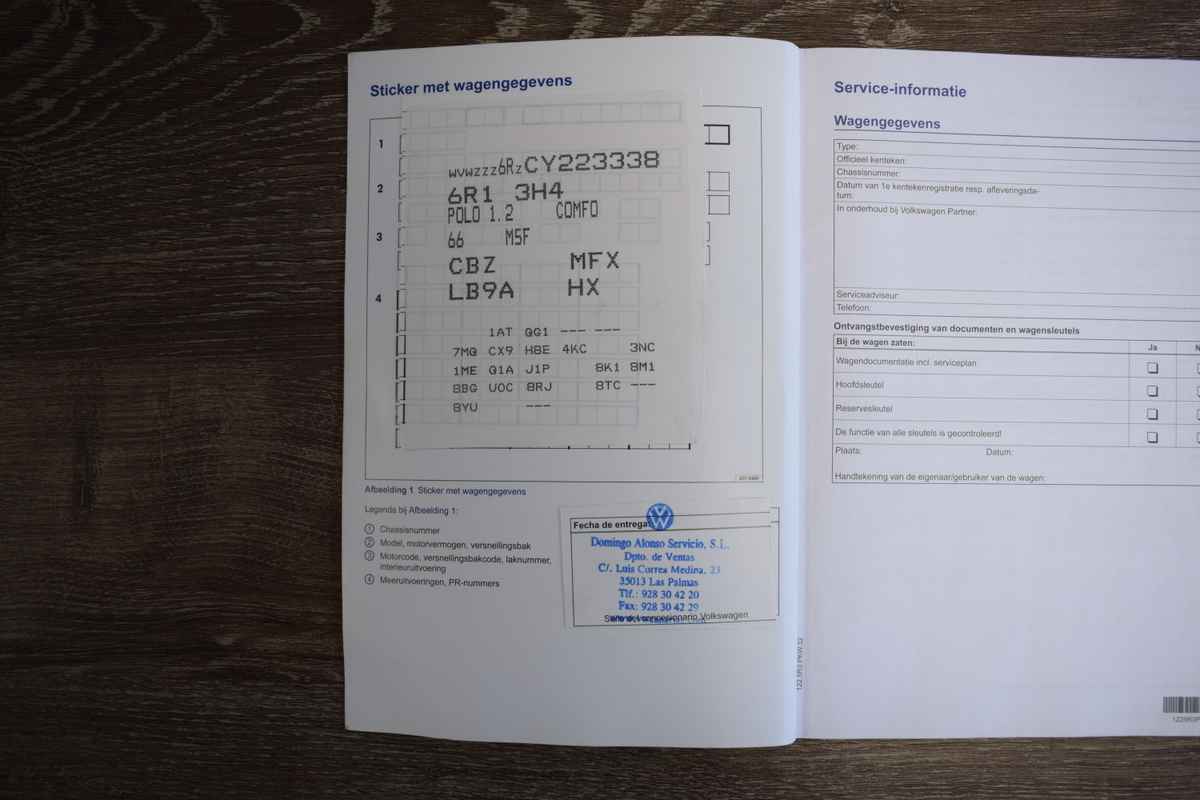 Sticker met wagengegevens
1
WVWZZZ6RZCY223338
2
6R1 3H4
POLO 1.2 COMFO
3
66 M5F
CBZ MFX
4
LB9A HX
1AT GG1 --- ---
7MG CX9 H8E 4KC 3NC
1ME G1A J1P 8K1 8M1
8BG U0C 8RJ 8TC ---
8YU ---
Afbeelding 1 Sticker met wagengegevens
Legenda bij Afbeelding 1:
1 Chassisnummer
2 Model, motorvermogen, versnellingsbak
3 Motorcode, versnellingsbakcode, laknummer,
interieuruitvoering
4 Meeruitvoeringen, PR-nummers
Fecha de entrega:
Domingo Alonso Servicio, S.L.
Dpto. de Ventas
C/. Luis Correa Medina, 23
35013 Las Palmas
Tlf.: 928 30 42 20
Fax: 928 30 42 29
Sello del concesionario Volkswagen
Service-informatie
Wagengegevens
Type:
Officieel kenteken:
Chassisnummer:
Datum van 1e kentekenregistratie resp. afleveringsda-
tum:
In onderhoud bij Volkswagen Partner:
Serviceadviseur:
Telefoon:
Ontvangstbevestiging van documenten en wagensleutels
Bij de wagen zaten: Ja N
Wagendocumentatie incl. serviceplan
Hoofdsleutel
Reservesleutel
De functie van alle sleutels is gecontroleerd!
Plaats: Datum:
Handtekening van de eigenaar/gebruiker van de wagen: